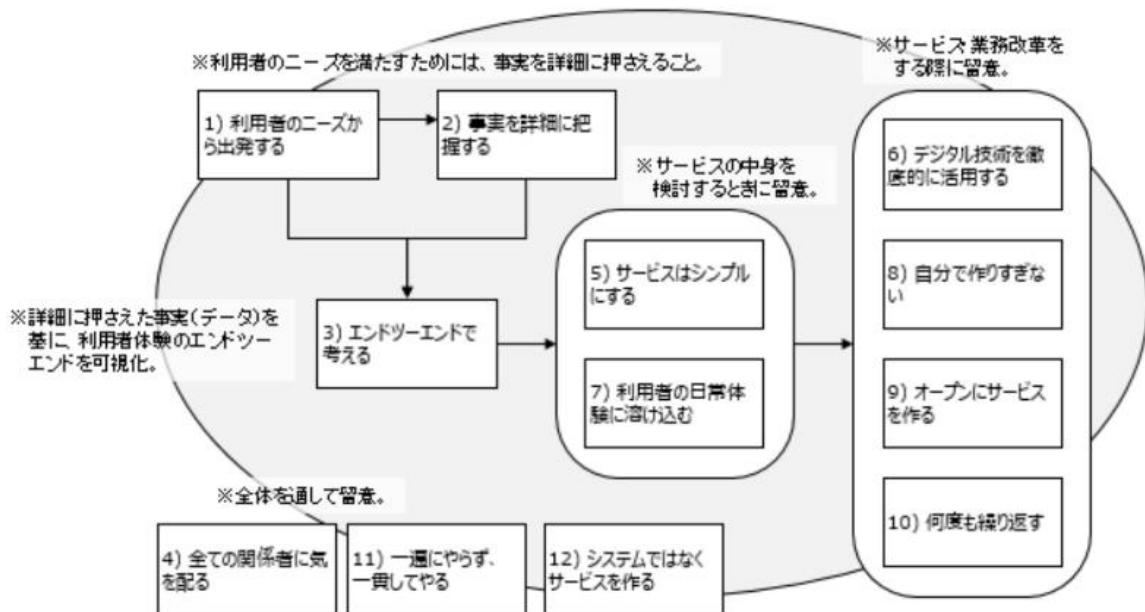 ※サービス・業務改革を
する際に留意。
※利用者のニーズを満たすためには、事実を詳細に押さえること。
1) 利用者のニーズか
ら出発する
2) 事実を詳細に把
握する
※サービスの中身を
検討するときに留意。
6) デジタル技術を徹
底的に活用する
5) サービスはシンプル
にする
8) 自分で作りすぎな
い
※詳細に押さえた事実(データ)を
基に、利用者体験のエンドツー
エンドを可視化。
3) エンドツーエンドで
考える
7) 利用者の日常体
験に溶け込む
9) オープンにサービス
を作る
※全体を通して留意。
10) 何度も繰り返す
4) 全ての関係者に気
を配る
11) 一遍にやらず、
一貫してやる
12) システムではなく
サービスを作る